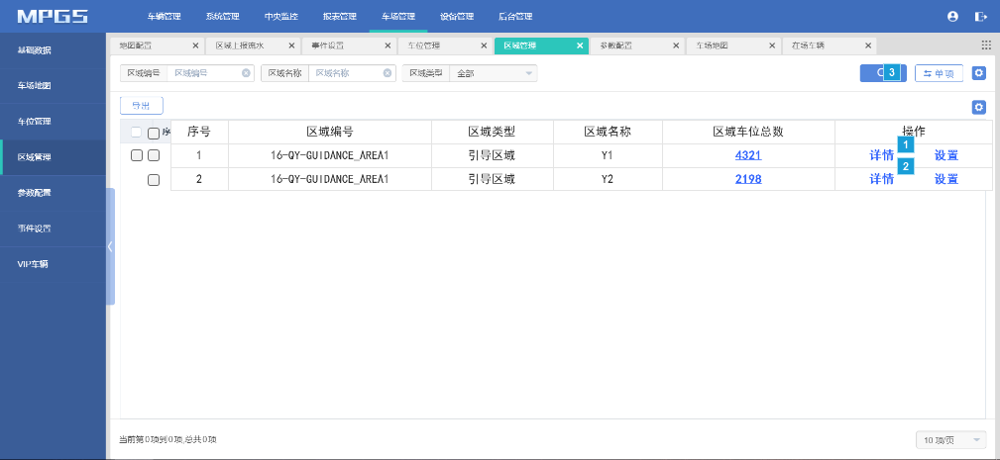 MPGS 车辆管理 系统管理 中央监控 报表管理 车场管理 设备管理 后台管理
基础数据
车场地图
车位管理
区域管理
参数配置
事件设置
VIP车辆
地图配置 区域上报流水 事件设置 车位管理 区域管理 参数配置 车场地图 在场车辆
区域编号 区域编号 区域名称 区域名称 区域类型 全部 3 单项
导出
序 序号 区域编号 区域类型 区域名称 区域车位总数 操作
1 16-QY-GUIDANCE_AREA1 引导区域 Y1 4321 详情 1 设置
2 16-QY-GUIDANCE_AREA1 引导区域 Y2 2198 详情 2 设置
当前第0项到0项,总共0项 10 项/页